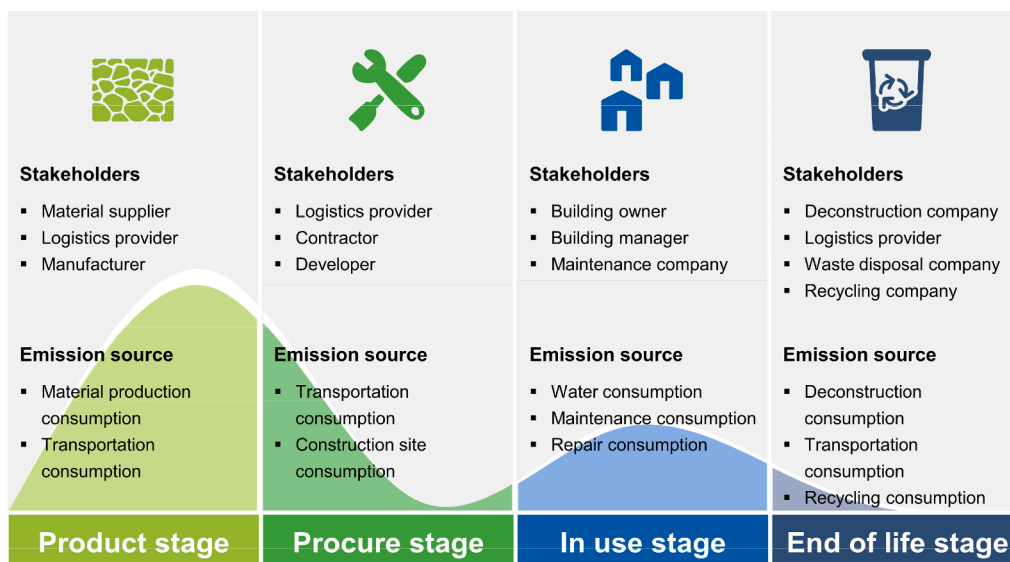 Stakeholders
▪ Material supplier
▪ Logistics provider
▪ Manufacturer
Emission source
▪ Material production
consumption
▪ Transportation
consumption
Product stage
Stakeholders
▪ Logistics provider
▪ Contractor
▪ Developer
Emission source
▪ Transportation
consumption
▪ Construction site
consumption
Procure stage
Stakeholders
▪ Building owner
▪ Building manager
▪ Maintenance company
Emission source
▪ Water consumption
▪ Maintenance consumption
▪ Repair consumption
In use stage
Stakeholders
▪ Deconstruction company
▪ Logistics provider
▪ Waste disposal company
▪ Recycling company
Emission source
▪ Deconstruction
consumption
▪ Transportation
consumption
▪ Recycling consumption
End of life stage